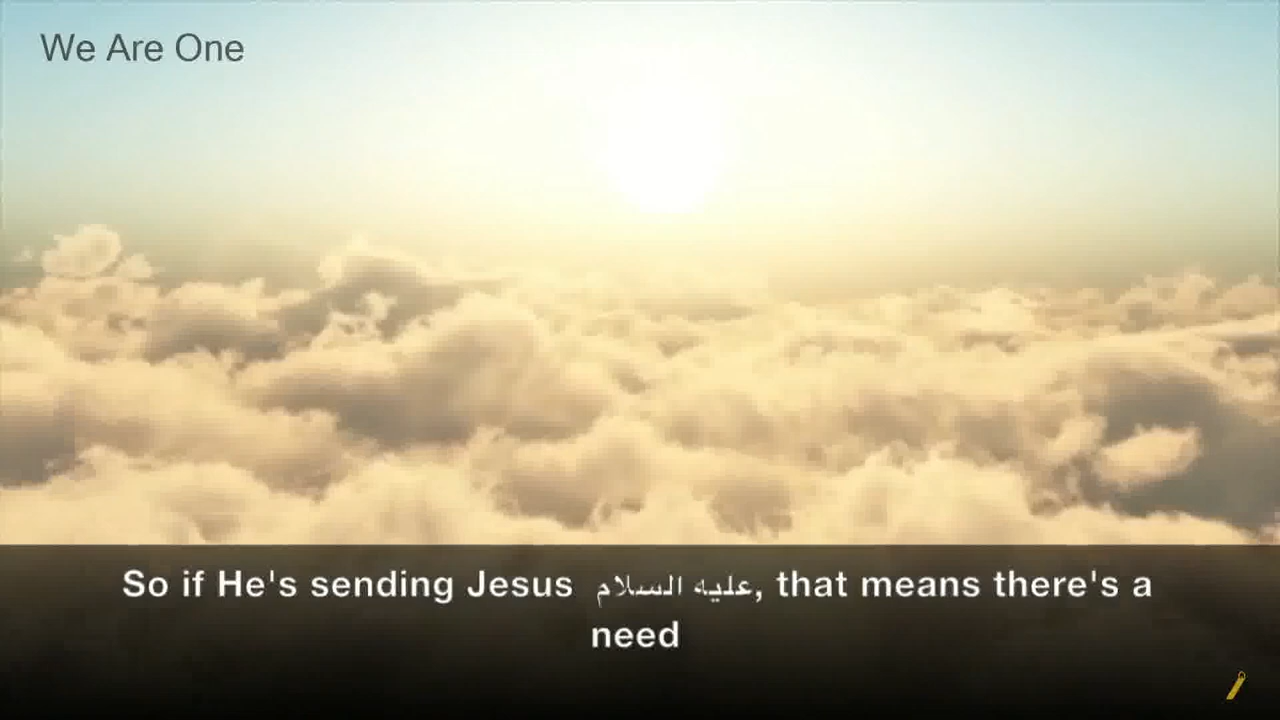 We Are One
So if He's sending Jesus عليه السلام, that means there's a
need